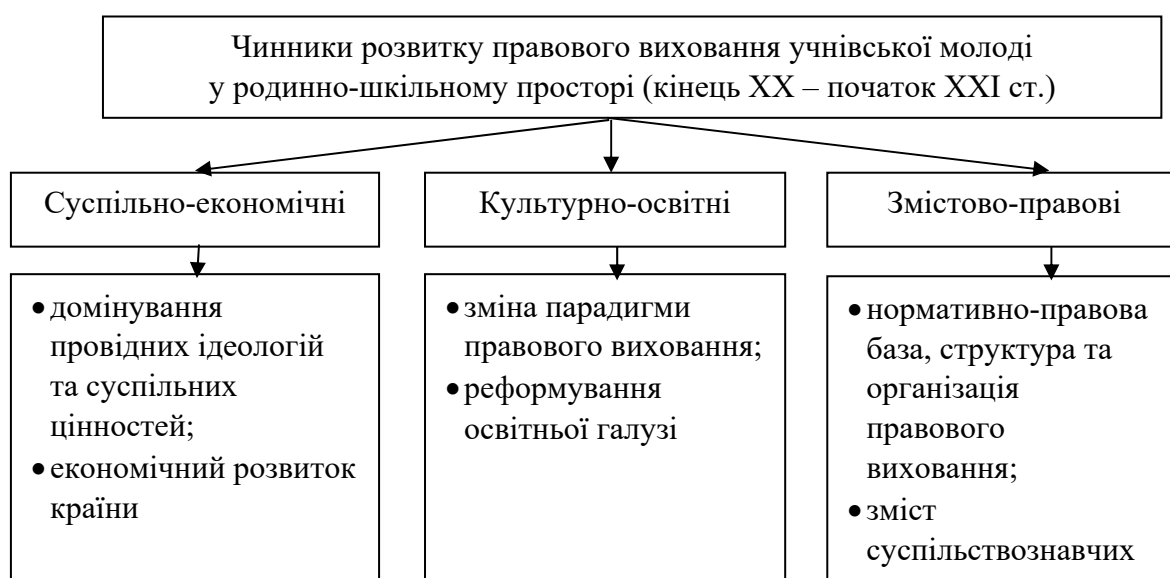 Чинники розвитку правового виховання учнівської молоді
у родинно-шкільному просторі (кінець ХХ – початок ХХІ ст.)
Суспільно-економічні
Культурно-освітні
Змістово-правові
• домінування
провідних ідеологій
та суспільних
цінностей;
• економічний розвиток
країни
• зміна парадигми
правового виховання;
• реформування
освітньої галузі
• нормативно-правова
база, структура та
організація
правового
виховання;
• зміст
суспільствознавчих